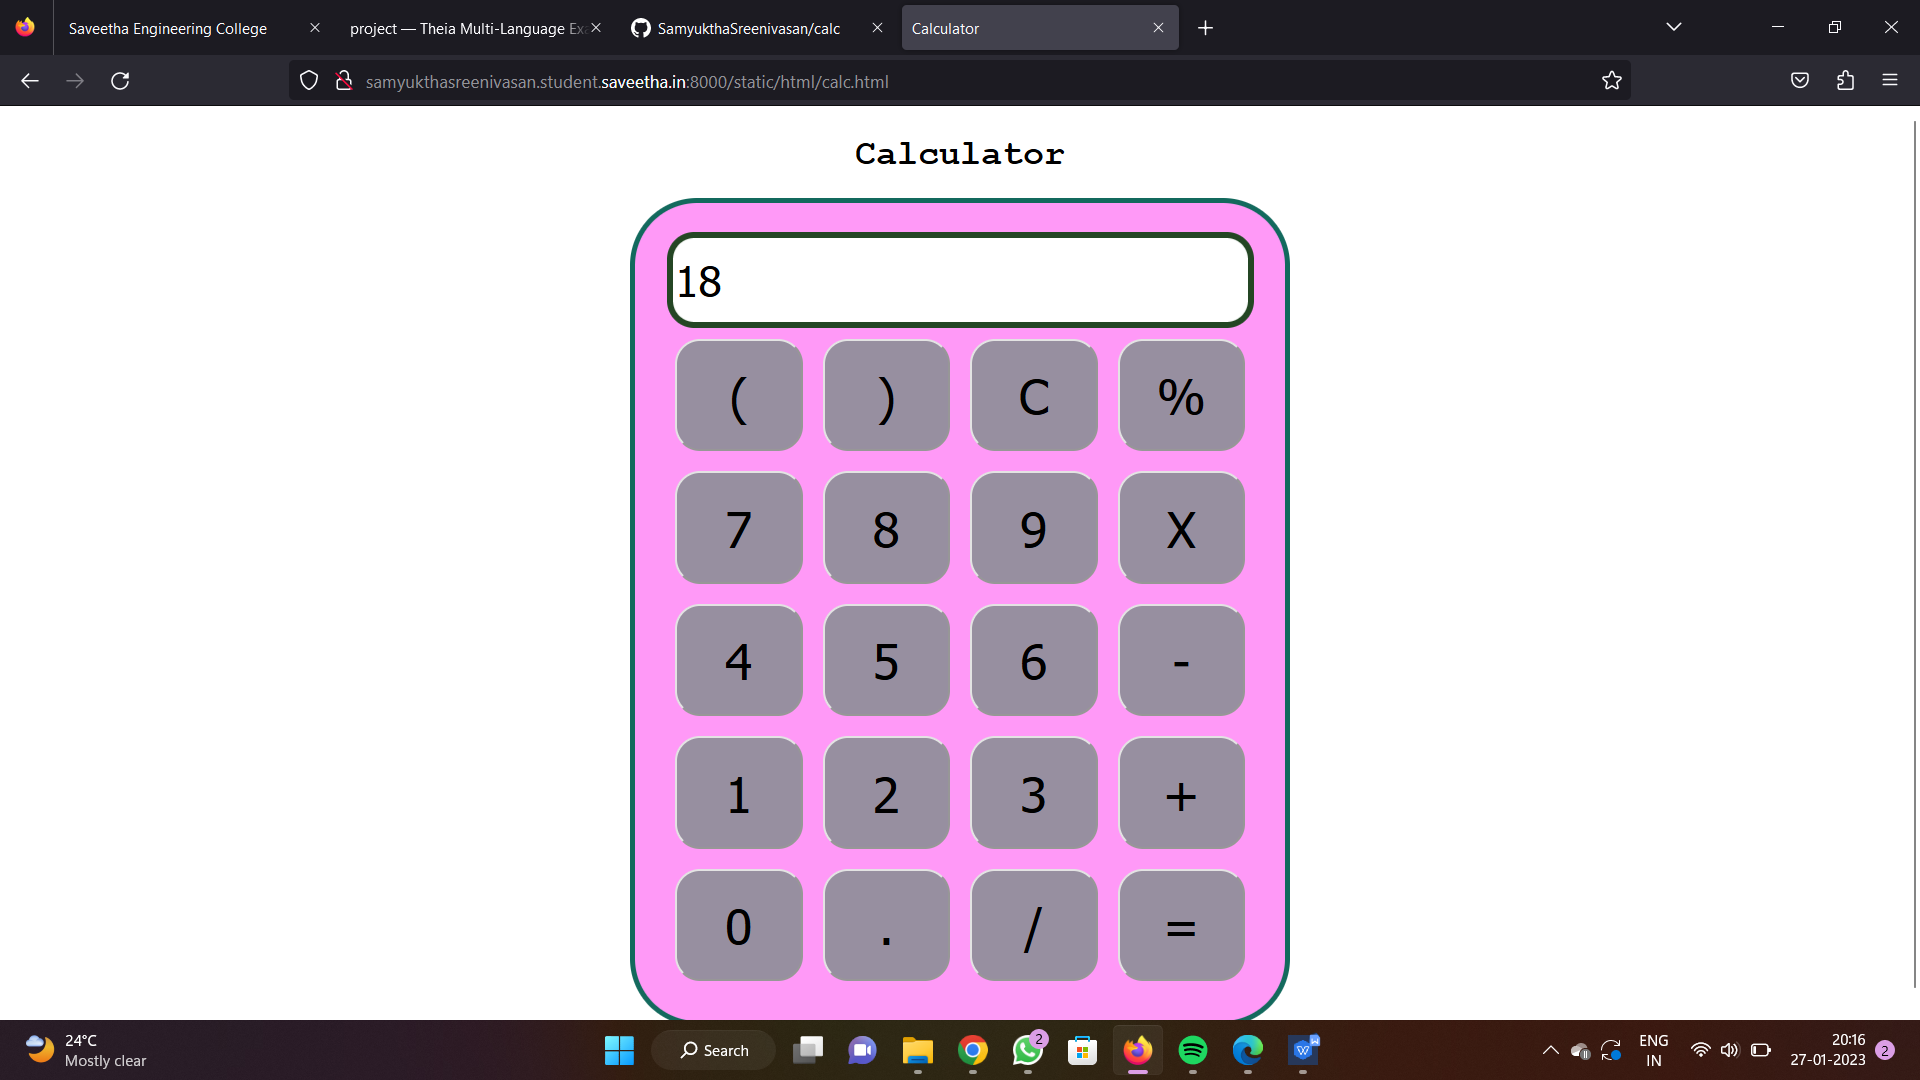 Saveetha Engineering College
project — Theia Multi-Language Ex
SamyukthaSreenivasan/calc
Calculator
samyukthasreenivasan.student.saveetha.in:8000/static/html/calc.html
Calculator
18
( ) C %
7 8 9 X
4 5 6 -
1 2 3 +
0 . / =
24°C
Mostly clear
Search
2
ENG
IN
20:16
27-01-2023
2